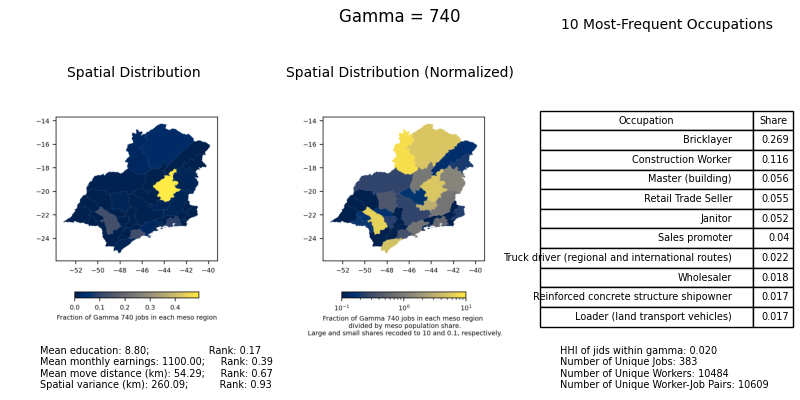 Gamma = 740
10 Most-Frequent Occupations
Spatial Distribution
Spatial Distribution (Normalized)
Occupation Share
Bricklayer 0.269
Construction Worker 0.116
Master (building) 0.056
Retail Trade Seller 0.055
Janitor 0.052
Sales promoter 0.04
Truck driver (regional and international routes) 0.022
Wholesaler 0.018
Reinforced concrete structure shipowner 0.017
Loader (land transport vehicles) 0.017
−14
−16
−18
−20
−22
−24
−52 −50 −48 −46 −44 −42 −40
0.0 0.1 0.3 0.4
Fraction of Gamma 740 jobs in each meso region
−14
−16
−18
−20
−22
−24
−52 −50 −48 −46 −44 −42 −40
10⁻¹ 10⁰ 10¹
Fraction of Gamma 740 jobs in each meso region
divided by meso population share.
Large and small shares recoded to 10 and 0.1, respectively.
Mean education: 8.80; Rank: 0.17
Mean monthly earnings: 1100.00; Rank: 0.39
Mean move distance (km): 54.29; Rank: 0.67
Spatial variance (km): 260.09; Rank: 0.93
HHI of jids within gamma: 0.020
Number of Unique Jobs: 383
Number of Unique Workers: 10484
Number of Unique Worker-Job Pairs: 10609